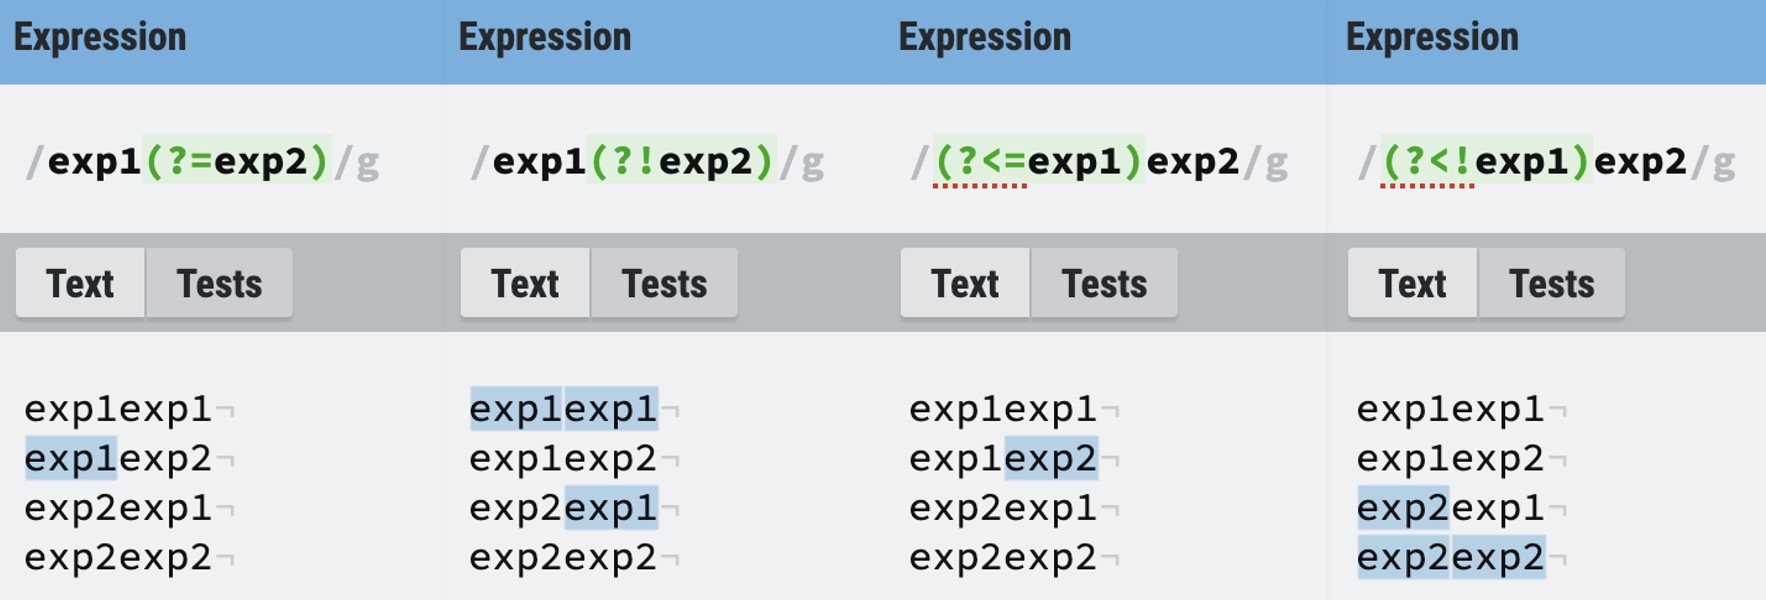 Expression Expression Expression Expression
/exp1(?=exp2)/g /exp1(?!exp2)/g /(?<=exp1)exp2/g /(?<!exp1)exp2/g
Text Tests Text Tests Text Tests Text Tests
exp1exp1¬ exp1exp1¬ exp1exp1¬ exp1exp1¬
exp1exp2¬ exp1exp2¬ exp1exp2¬ exp1exp2¬
exp2exp1¬ exp2exp1¬ exp2exp1¬ exp2exp1¬
exp2exp2¬ exp2exp2¬ exp2exp2¬ exp2exp2¬